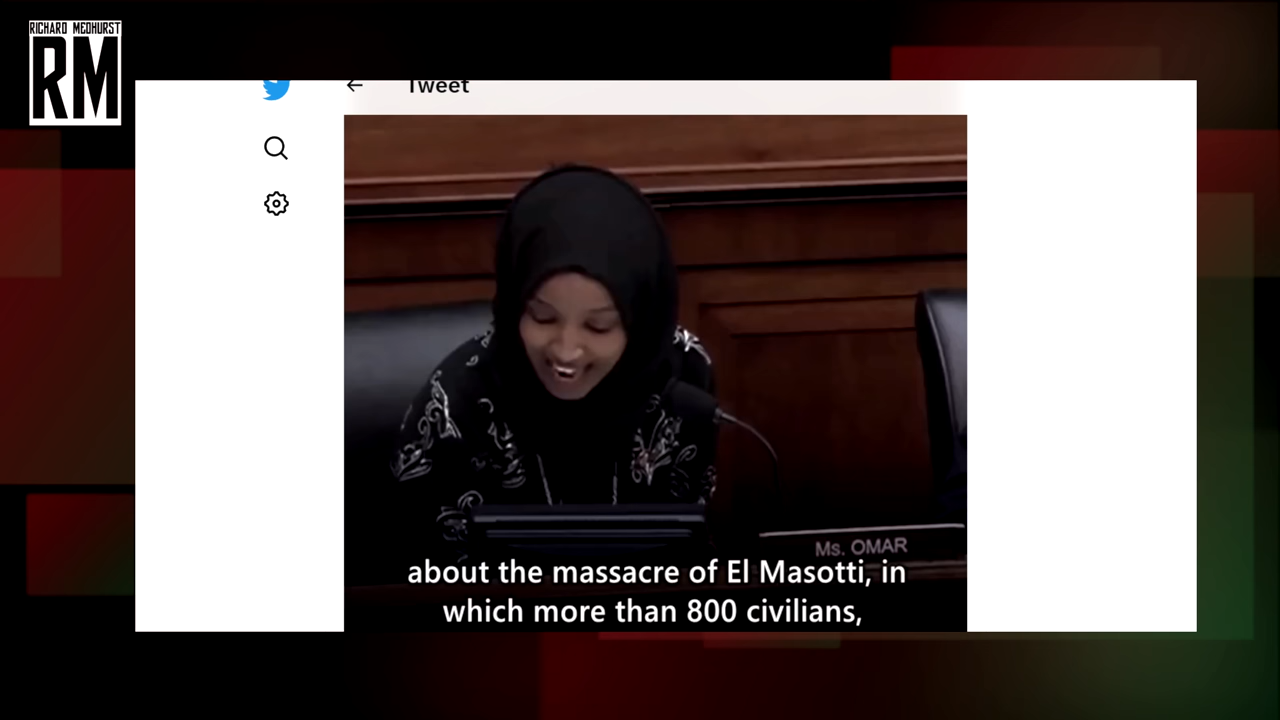 RICHARD MEDHURST
RM
Tweet
Ms. OMAR
about the massacre of El Masotti, in
which more than 800 civilians,